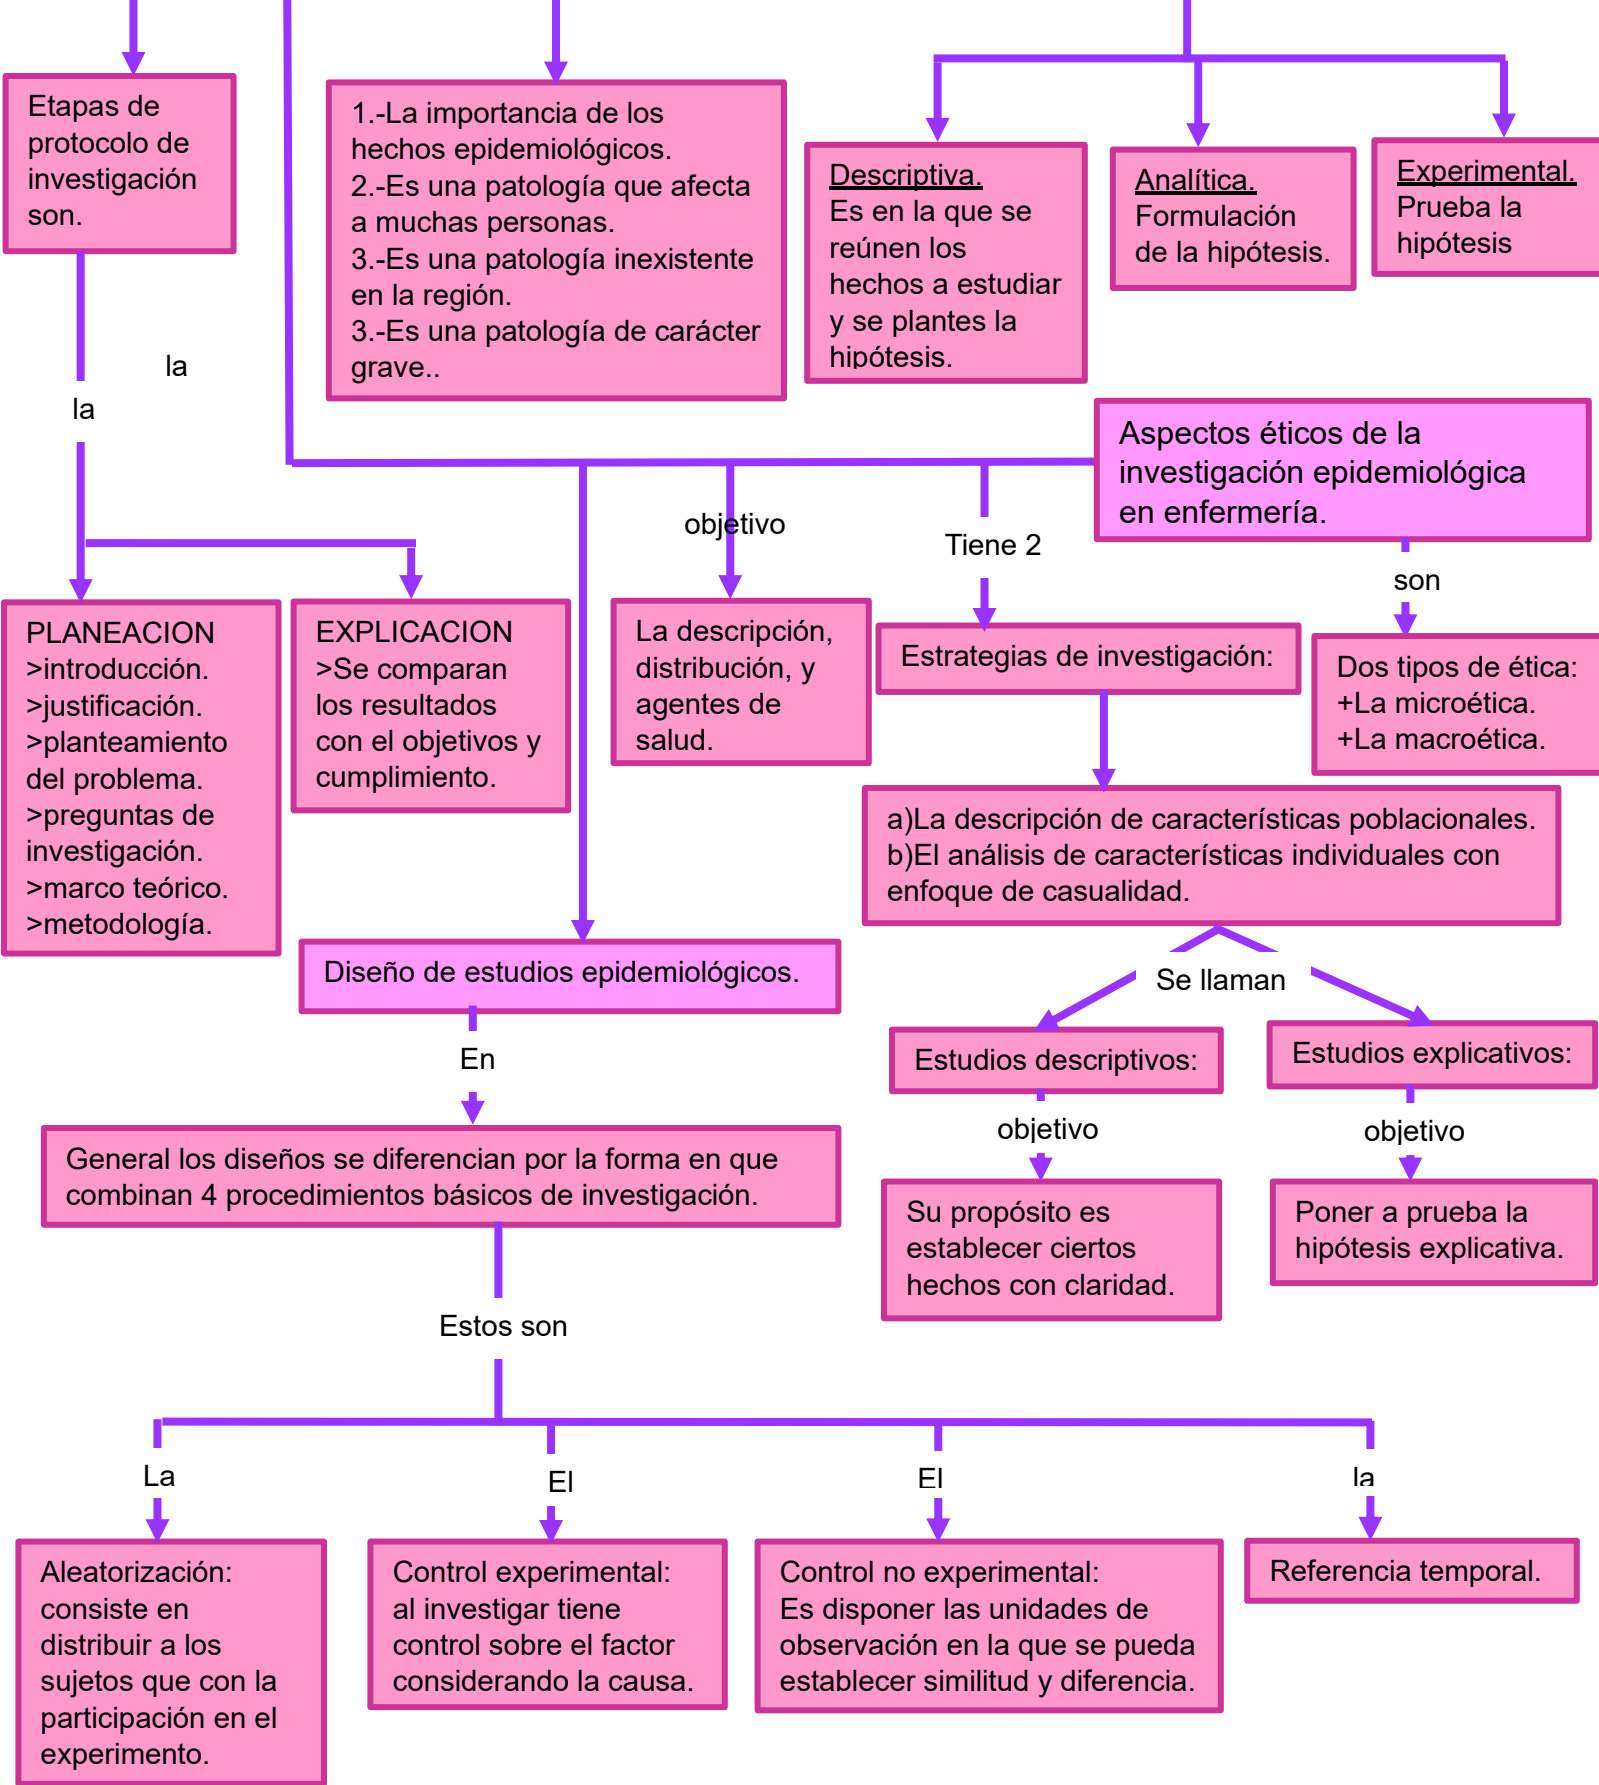 Etapas de
protocolo de
investigación
son.
1.-La importancia de los
hechos epidemiológicos.
2.-Es una patología que afecta
a muchas personas.
3.-Es una patología inexistente
en la región.
3.-Es una patología de carácter
grave..
Descriptiva.
Es en la que se
reúnen los
hechos a estudiar
y se plantes la
hipótesis.
Analítica.
Formulación
de la hipótesis.
Experimental.
Prueba la
hipótesis
la
la
Aspectos éticos de la
investigación epidemiológica
en enfermería.
objetivo
Tiene 2
son
PLANEACION
>introducción.
>justificación.
>planteamiento
del problema.
>preguntas de
investigación.
>marco teórico.
>metodología.
EXPLICACION
>Se comparan
los resultados
con el objetivos y
cumplimiento.
La descripción,
distribución, y
agentes de
salud.
Estrategias de investigación:
Dos tipos de ética:
+La microética.
+La macroética.
a)La descripción de características poblacionales.
b)El análisis de características individuales con
enfoque de casualidad.
Diseño de estudios epidemiológicos.
Se llaman
En
Estudios descriptivos:
Estudios explicativos:
objetivo
objetivo
General los diseños se diferencian por la forma en que
combinan 4 procedimientos básicos de investigación.
Su propósito es
establecer ciertos
hechos con claridad.
Poner a prueba la
hipótesis explicativa.
Estos son
La
El
El
la
Aleatorización:
consiste en
distribuir a los
sujetos que con la
participación en el
experimento.
Control experimental:
al investigar tiene
control sobre el factor
considerando la causa.
Control no experimental:
Es disponer las unidades de
observación en la que se pueda
establecer similitud y diferencia.
Referencia temporal.